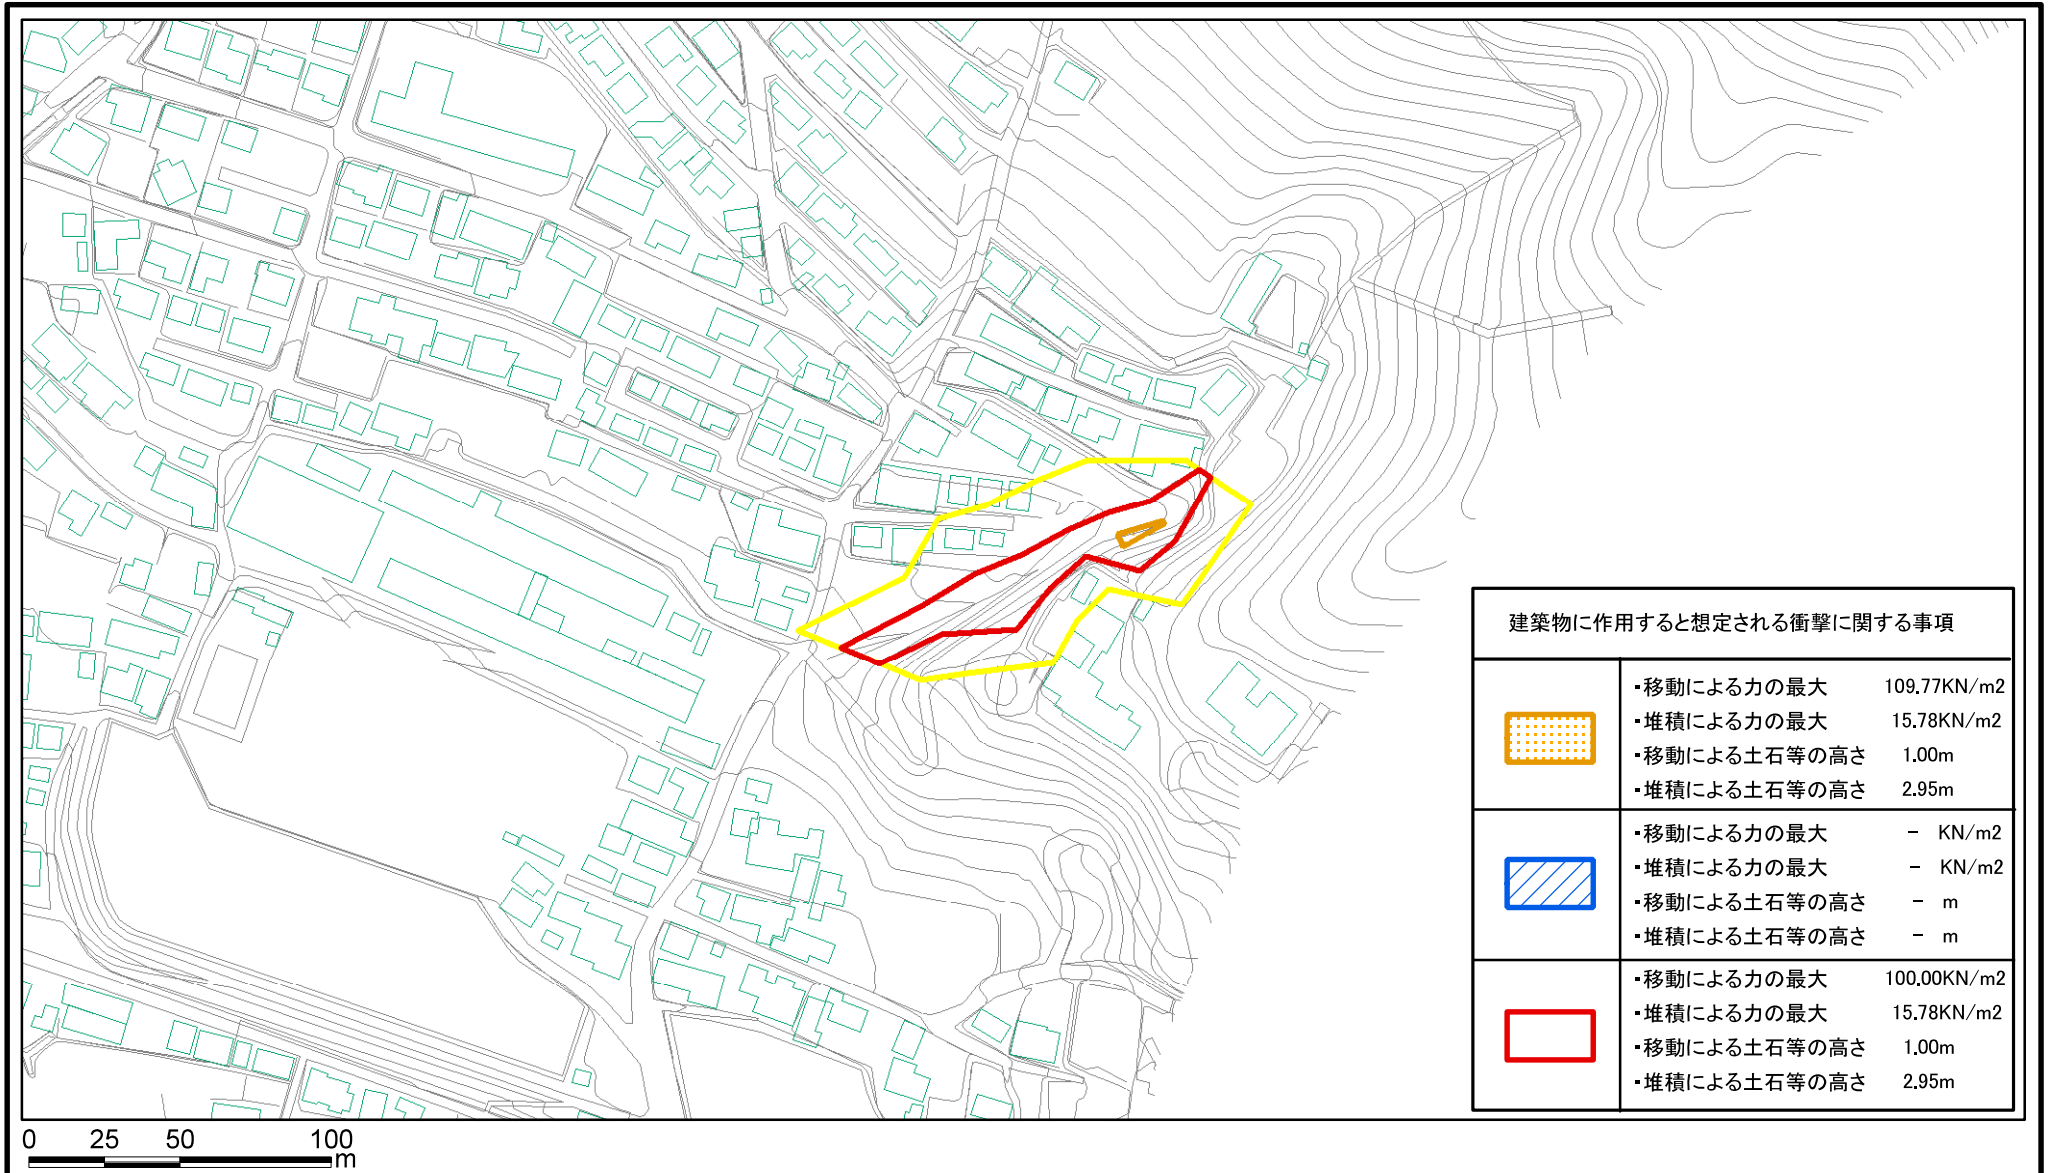 建築物に作用すると想定される衝撃に関する事項
・移動による力の最大 109.77KN/m2
・堆積による力の最大 15.78KN/m2
・移動による土石等の高さ 1.00m
・堆積による土石等の高さ 2.95m
・移動による力の最大 － KN/m2
・堆積による力の最大 － KN/m2
・移動による土石等の高さ － m
・堆積による土石等の高さ － m
・移動による力の最大 100.00KN/m2
・堆積による力の最大 15.78KN/m2
・移動による土石等の高さ 1.00m
・堆積による土石等の高さ 2.95m
0 25 50 100
m